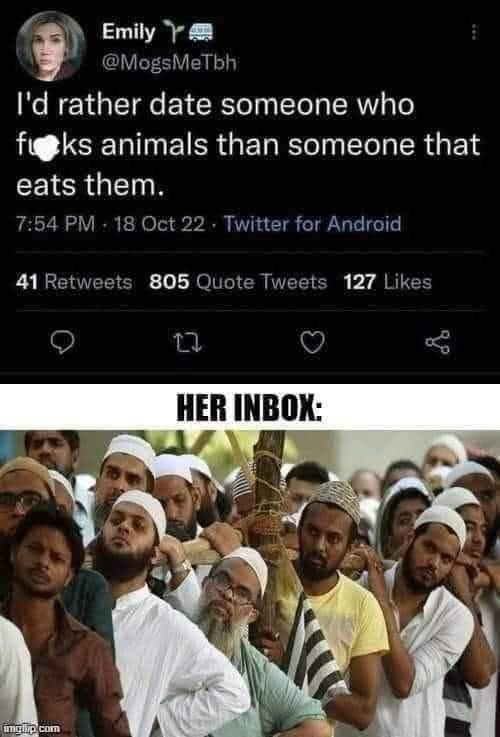 Emily
@MogsMeTbh
I'd rather date someone who
fu ks animals than someone that
eats them.
7:54 PM · 18 Oct 22 · Twitter for Android
41 Retweets 805 Quote Tweets 127 Likes
HER INBOX:
imgflip.com